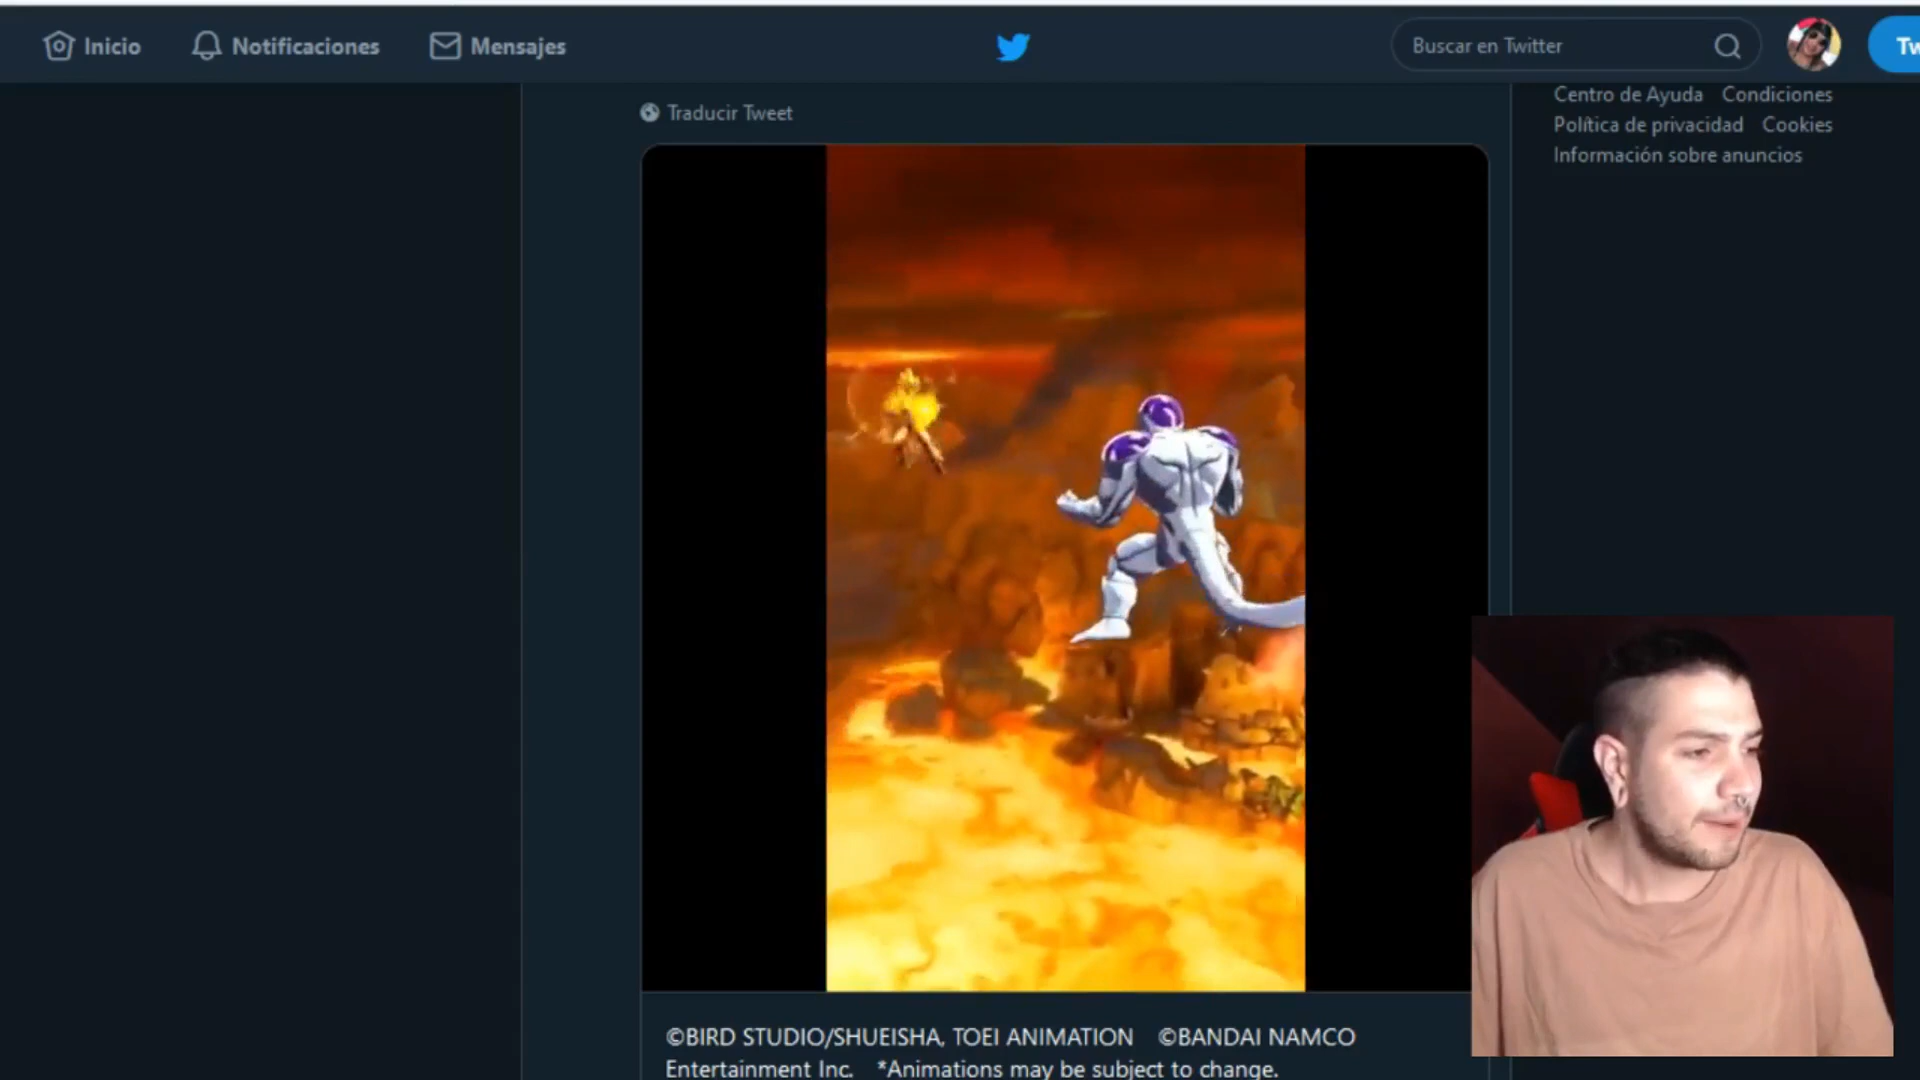 Inicio
Notificaciones
Mensajes
Buscar en Twitter
Centro de Ayuda Condiciones
Política de privacidad Cookies
Información sobre anuncios
Traducir Tweet
©BIRD STUDIO/SHUEISHA, TOEI ANIMATION ©BANDAI NAMCO
Entertainment Inc. *Animations may be subject to change.